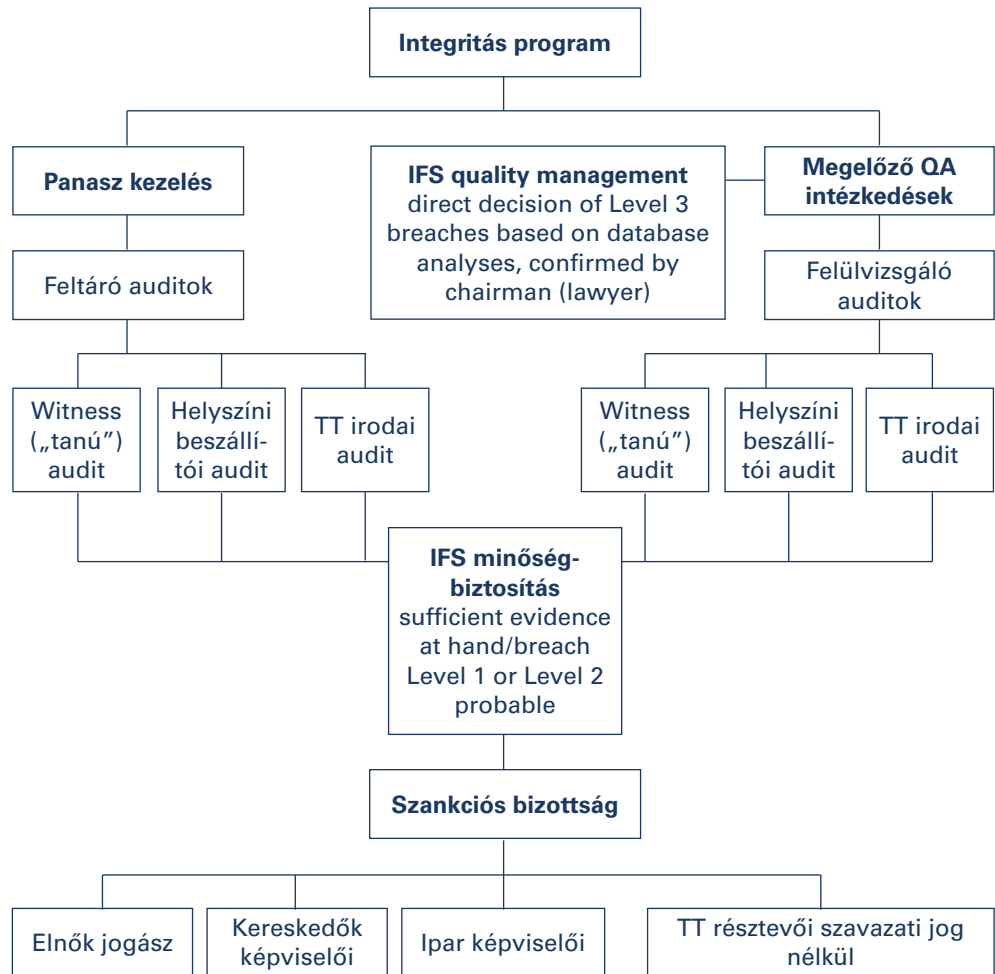 Integritás program
Panasz kezelés
IFS quality management
direct decision of Level 3
breaches based on database
analyses, confirmed by
chairman (lawyer)
Megelőző QA
intézkedések
Feltáró auditok
Felülvizsgáló
auditok
Witness
(„tanú”)
audit
Helyszíni
beszállí-
tói audit
TT irodai
audit
Witness
(„tanú”)
audit
Helyszíni
beszállí-
tói audit
TT irodai
audit
IFS minőség-
biztosítás
sufficient evidence
at hand/breach
Level 1 or Level 2
probable
Szankciós bizottság
Elnők jogász
Kereskedők
képviselői
Ipar képviselői
TT résztevői szavazati jog
nélkül